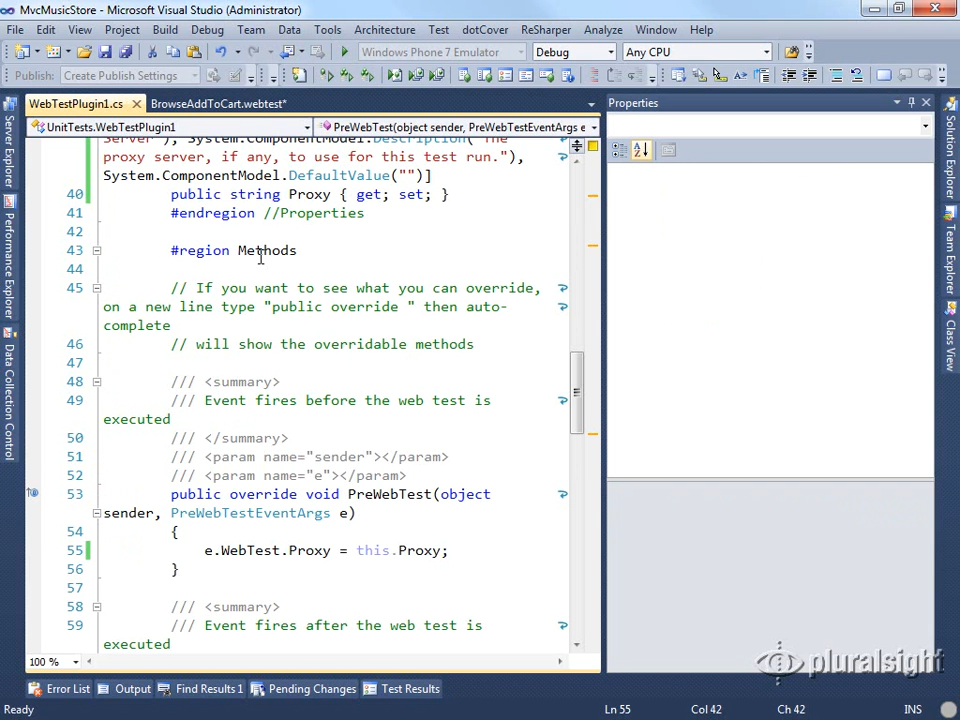 MvcMusicStore - Microsoft Visual Studio (Administrator)
File Edit View Project Build Debug Team Data Tools Architecture Test dotCover ReSharper Analyze Window Help
Windows Phone 7 Emulator Debug Any CPU
Publish: Create Publish Settings
WebTestPlugin1.cs BrowseAddToCart.webtest*
UnitTests.WebTestPlugin1 PreWebTest(object sender, PreWebTestEventArgs e
Server"), System.ComponentModel.Description("The
proxy server, if any, to use for this test run."),
System.ComponentModel.DefaultValue("")]
40 public string Proxy { get; set; }
41 #endregion //Properties
42
43 #region Methods
44
45 // If you want to see what you can override,
on a new line type "public override " then auto-
complete
46 // will show the overridable methods
47
48 /// <summary>
49 /// Event fires before the web test is
executed
50 /// </summary>
51 /// <param name="sender"></param>
52 /// <param name="e"></param>
53 public override void PreWebTest(object
sender, PreWebTestEventArgs e)
54 {
55 e.WebTest.Proxy = this.Proxy;
56 }
57
58 /// <summary>
59 /// Event fires after the web test is
executed
100 %
Properties
Server Explorer
Performance Explorer
Data Collection Control
Solution Explorer
Team Explorer
Class View
pluralsight
Error List Output Find Results 1 Pending Changes Test Results
Ready Ln 55 Col 42 Ch 42 INS